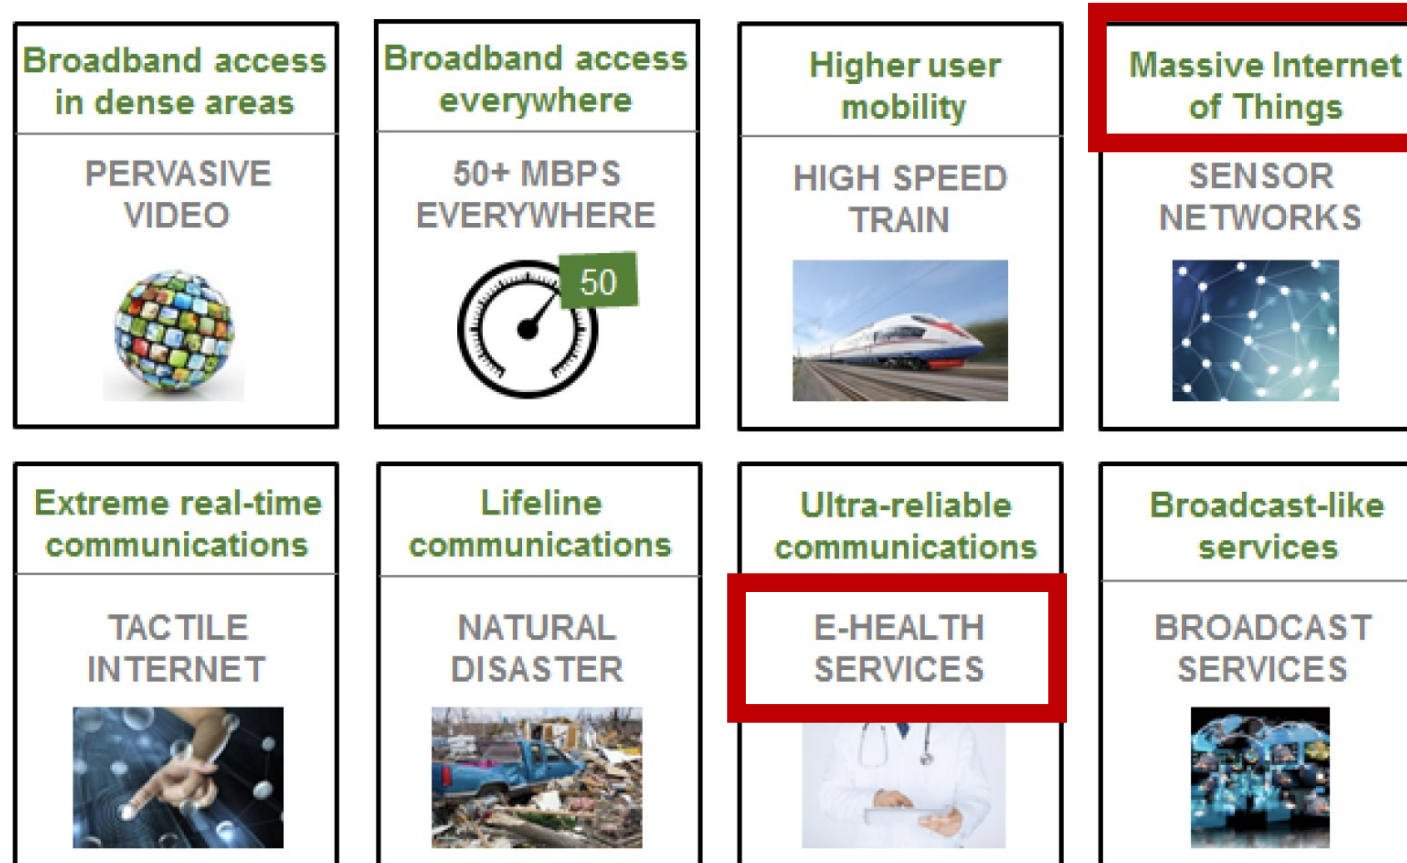 Broadband access
in dense areas
PERVASIVE
VIDEO
Broadband access
everywhere
50+ MBPS
EVERYWHERE
50
Higher user
mobility
HIGH SPEED
TRAIN
Massive Internet
of Things
SENSOR
NETWORKS
Extreme real-time
communications
TACTILE
INTERNET
Lifeline
communications
NATURAL
DISASTER
Ultra-reliable
communications
E-HEALTH
SERVICES
Broadcast-like
services
BROADCAST
SERVICES